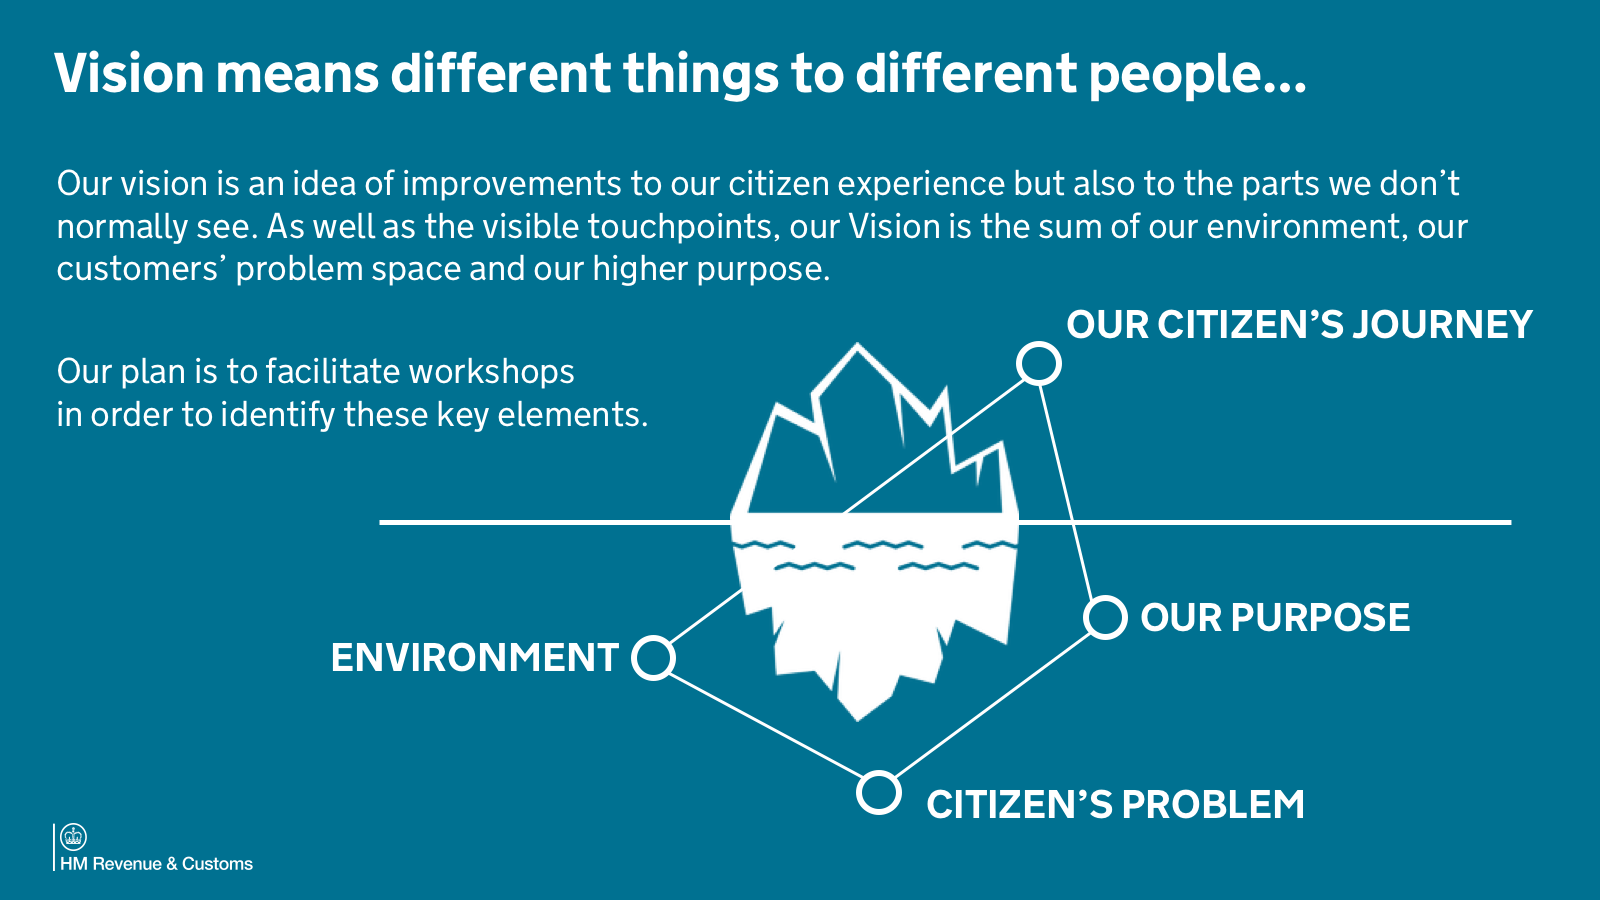 Vision means different things to different people...
Our vision is an idea of improvements to our citizen experience but also to the parts we don’t
normally see. As well as the visible touchpoints, our Vision is the sum of our environment, our
customers’ problem space and our higher purpose.
Our plan is to facilitate workshops
in order to identify these key elements.
OUR CITIZEN’S JOURNEY
OUR PURPOSE
ENVIRONMENT
CITIZEN’S PROBLEM
HM Revenue & Customs